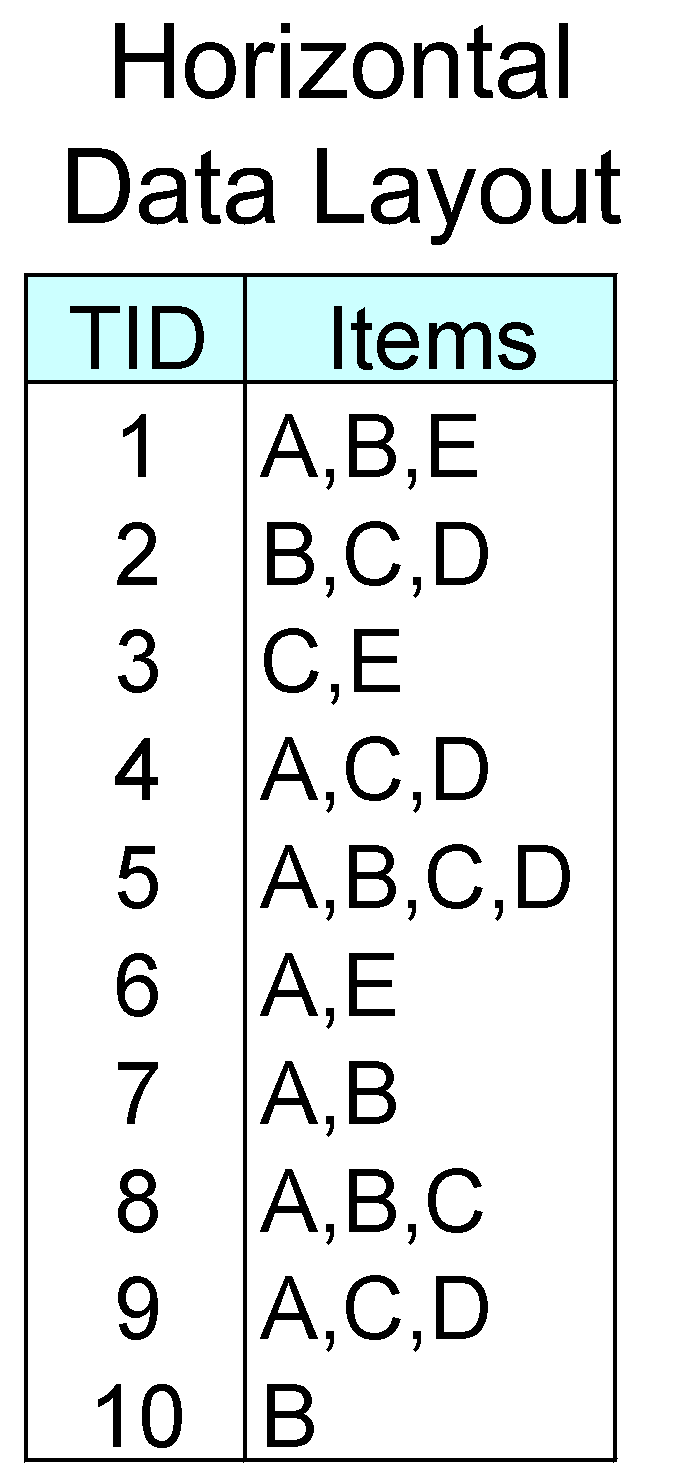 Horizontal
Data Layout
TID Items
1 A,B,E
2 B,C,D
3 C,E
4 A,C,D
5 A,B,C,D
6 A,E
7 A,B
8 A,B,C
9 A,C,D
10 B